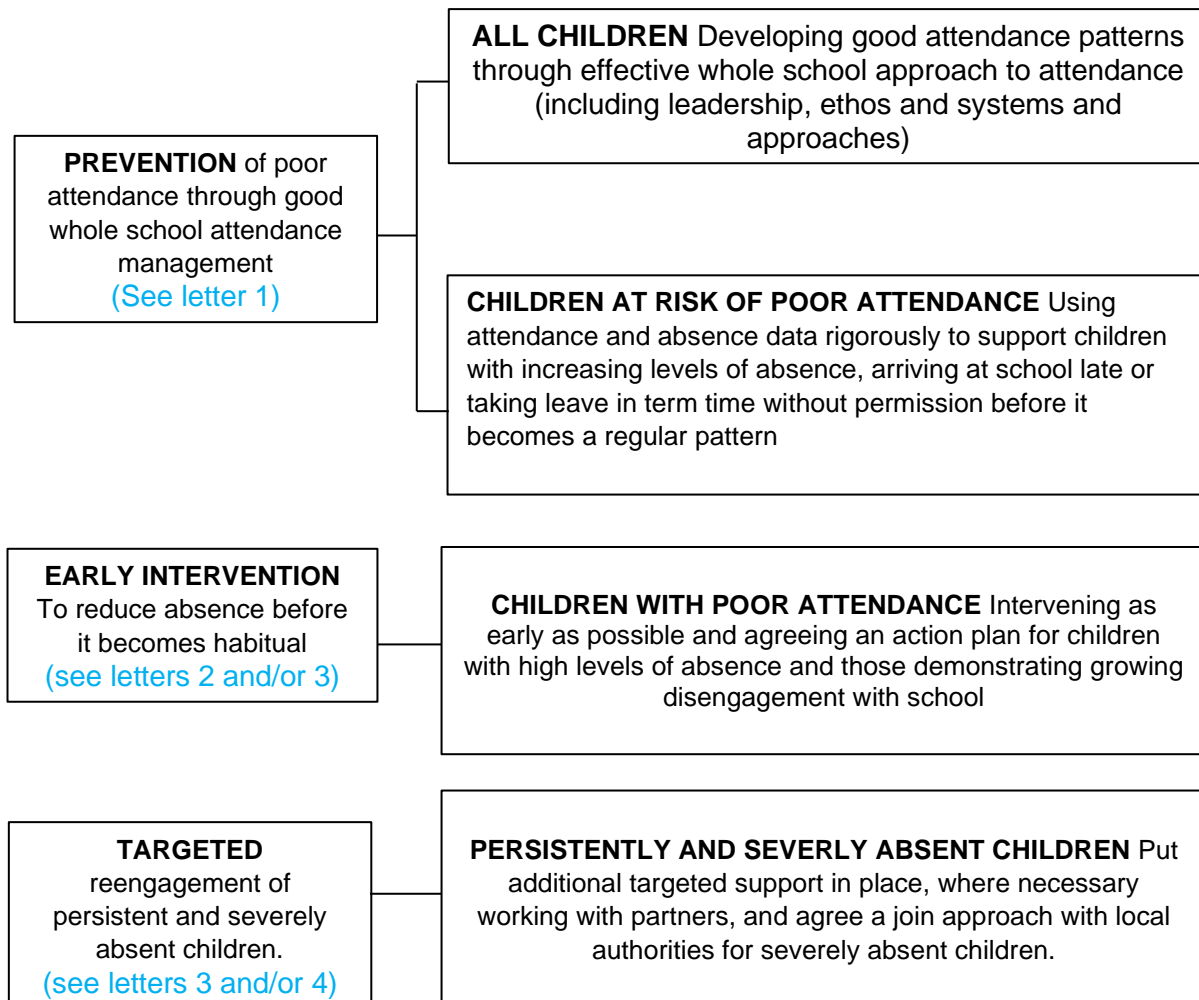 ALL CHILDREN Developing good attendance patterns
through effective whole school approach to attendance
(including leadership, ethos and systems and
approaches)
PREVENTION of poor
attendance through good
whole school attendance
management
(See letter 1)
CHILDREN AT RISK OF POOR ATTENDANCE Using
attendance and absence data rigorously to support children
with increasing levels of absence, arriving at school late or
taking leave in term time without permission before it
becomes a regular pattern
EARLY INTERVENTION
To reduce absence before
it becomes habitual
(see letters 2 and/or 3)
CHILDREN WITH POOR ATTENDANCE Intervening as
early as possible and agreeing an action plan for children
with high levels of absence and those demonstrating growing
disengagement with school
TARGETED
reengagement of
persistent and severely
absent children.
(see letters 3 and/or 4)
PERSISTENTLY AND SEVERLY ABSENT CHILDREN Put
additional targeted support in place, where necessary
working with partners, and agree a join approach with local
authorities for severely absent children.